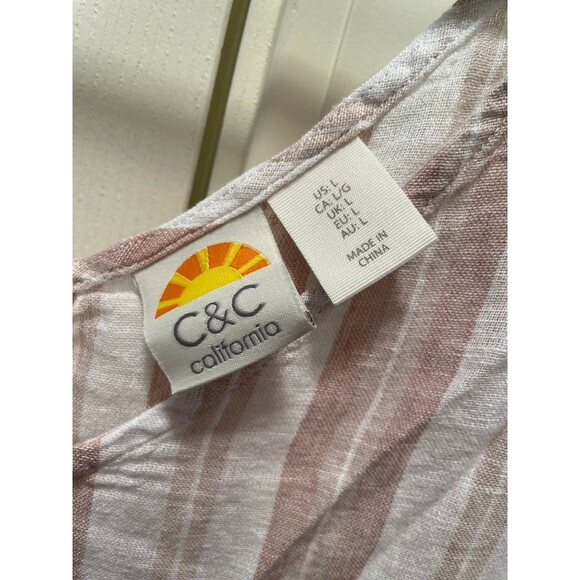 C&C
california
US: L
CA: L/G
UK: L
EU: L
AU: L
MADE IN
CHINA